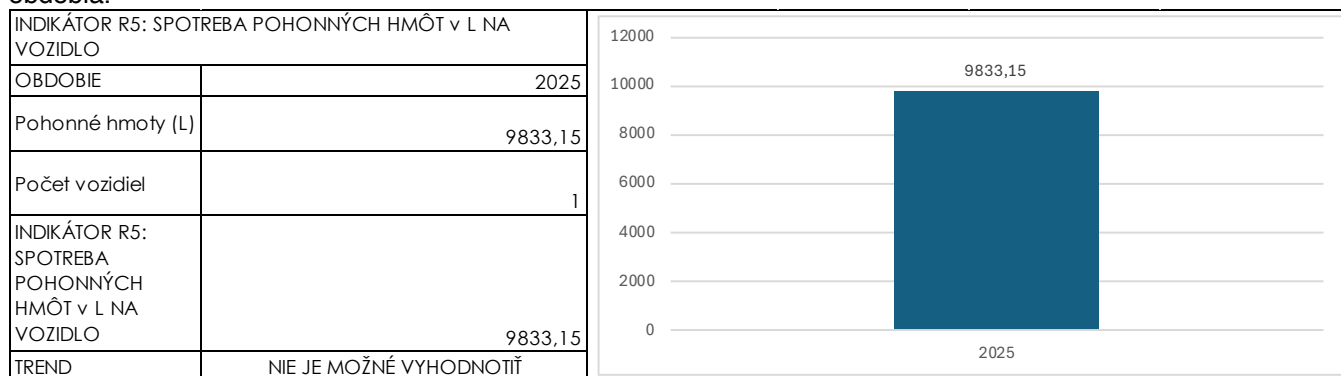 obdobia.
INDIKÁTOR R5: SPOTREBA POHONNÝCH HMÔT v L NA
VOZIDLO
OBDOBIE 2025
Pohonné hmoty (L) 9833,15
Počet vozidiel 1
INDIKÁTOR R5:
SPOTREBA
POHONNÝCH
HMÔT v L NA
VOZIDLO 9833,15
TREND NIE JE MOŽNÉ VYHODNOTIŤ
12000
10000
8000
6000
4000
2000
0
9833,15
2025